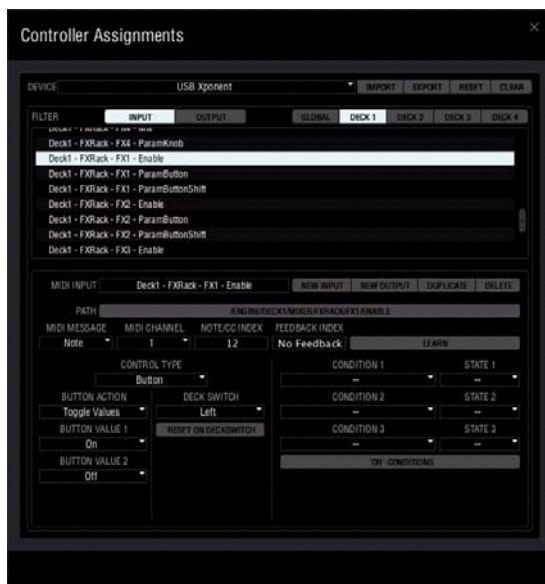 Controller Assignments
DEVICE USB Xponent IMPORT EXPORT RESET CLEAR
FILTER INPUT OUTPUT GLOBAL DECK 1 DECK 2 DECK 3 DECK 4
Deck1 - FXRack - FX4 - ParamKnob
Deck1 - FXRack - FX1 - Enable
Deck1 - FXRack - FX1 - ParamButton
Deck1 - FXRack - FX1 - ParamButtonShift
Deck1 - FXRack - FX2 - Enable
Deck1 - FXRack - FX2 - ParamButton
Deck1 - FXRack - FX2 - ParamButtonShift
Deck1 - FXRack - FX3 - Enable
MIDI INPUT Deck1 - FXRack - FX1 - Enable NEW INPUT NEW OUTPUT DUPLICATE DELETE
PATH /ENGINE/DECK1/MIXER/FXRACK/FX1/ENABLE
MIDI MESSAGE MIDI CHANNEL NOTE/CC INDEX FEEDBACK INDEX
Note 1 12 No Feedback LEARN
CONTROL TYPE CONDITION 1 STATE 1
Button -- --
BUTTON ACTION DECK SWITCH CONDITION 2 STATE 2
Toggle Values Left -- --
BUTTON VALUE 1 RESET ON DECKSWITCH CONDITION 3 STATE 3
On -- --
BUTTON VALUE 2 'OR'-CONDITIONS
Off